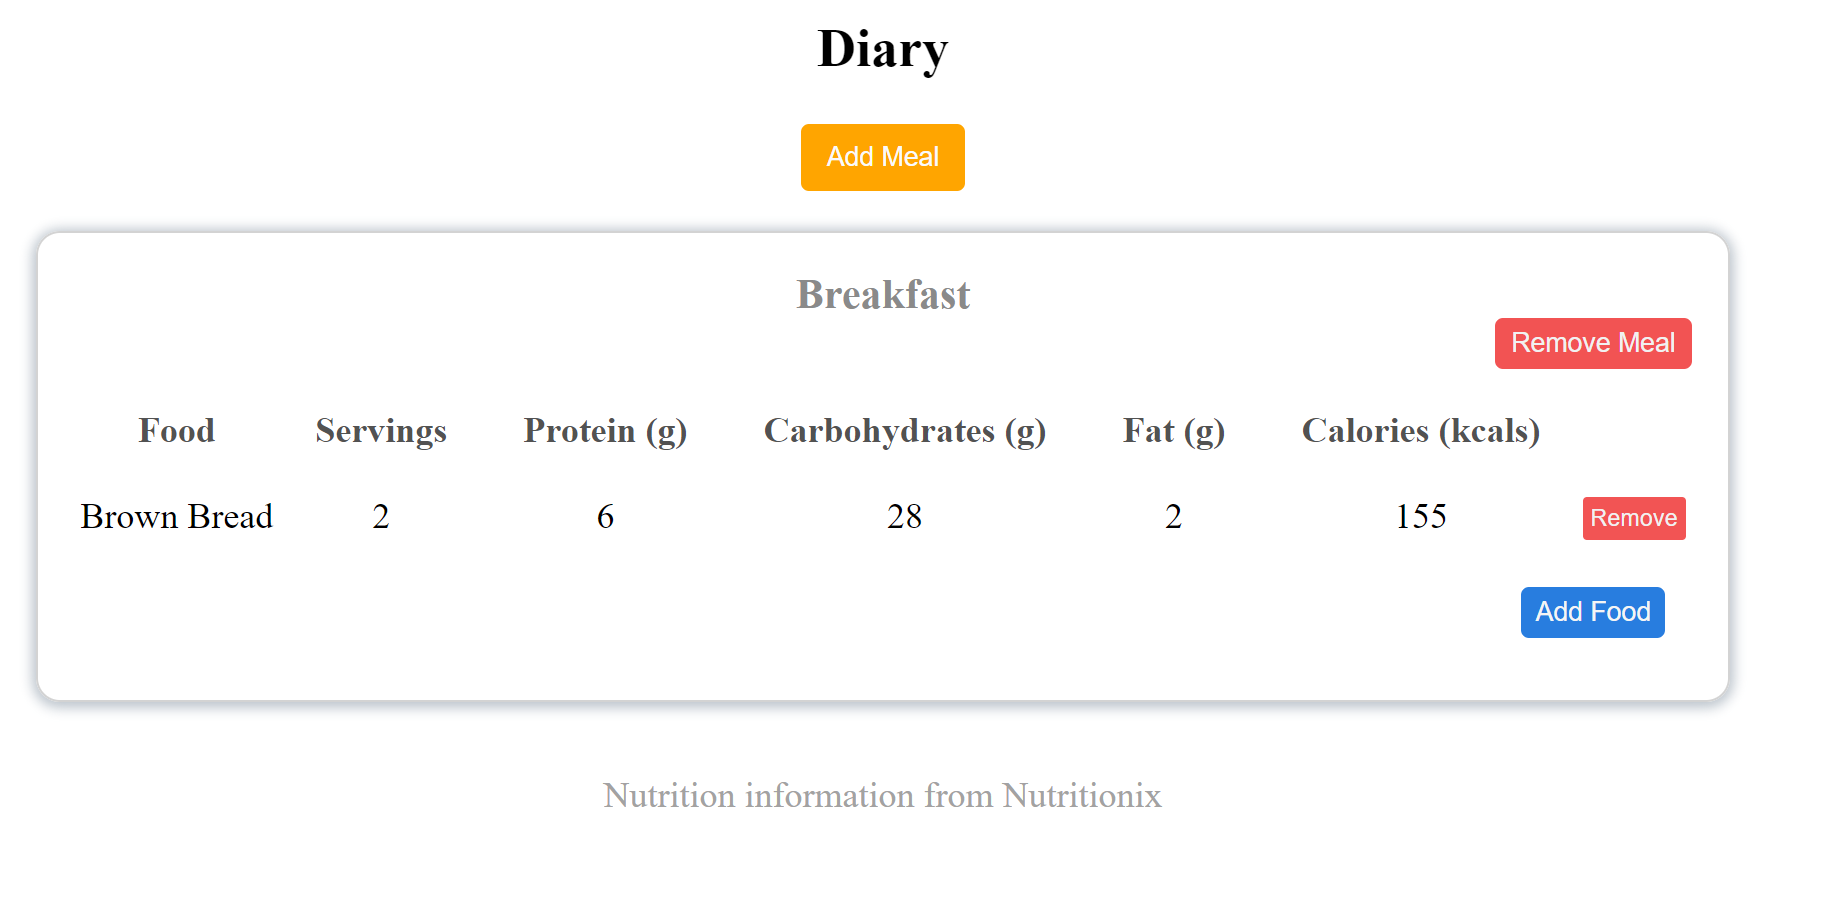 Diary
Add Meal
Breakfast
Remove Meal
Food Servings Protein (g) Carbohydrates (g) Fat (g) Calories (kcals)
Brown Bread 2 6 28 2 155 Remove
Add Food
Nutrition information from Nutritionix